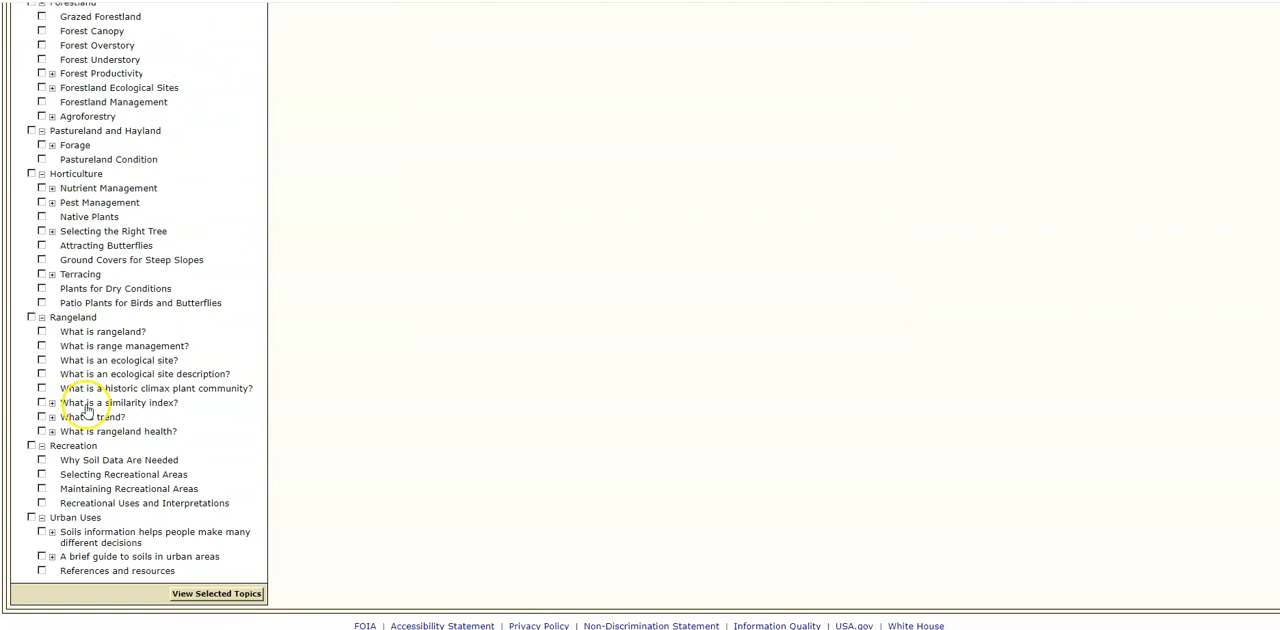 Forestland
Grazed Forestland
Forest Canopy
Forest Overstory
Forest Understory
Forest Productivity
Forestland Ecological Sites
Forestland Management
Agroforestry
Pastureland and Hayland
Forage
Pastureland Condition
Horticulture
Nutrient Management
Pest Management
Native Plants
Selecting the Right Tree
Attracting Butterflies
Ground Covers for Steep Slopes
Terracing
Plants for Dry Conditions
Patio Plants for Birds and Butterflies
Rangeland
What is rangeland?
What is range management?
What is an ecological site?
What is an ecological site description?
What is a historic climax plant community?
What is a similarity index?
What is trend?
What is rangeland health?
Recreation
Why Soil Data Are Needed
Selecting Recreational Areas
Maintaining Recreational Areas
Recreational Uses and Interpretations
Urban Uses
Soils information helps people make many
different decisions
A brief guide to soils in urban areas
References and resources
View Selected Topics
FOIA | Accessibility Statement | Privacy Policy | Non-Discrimination Statement | Information Quality | USA.gov | White House